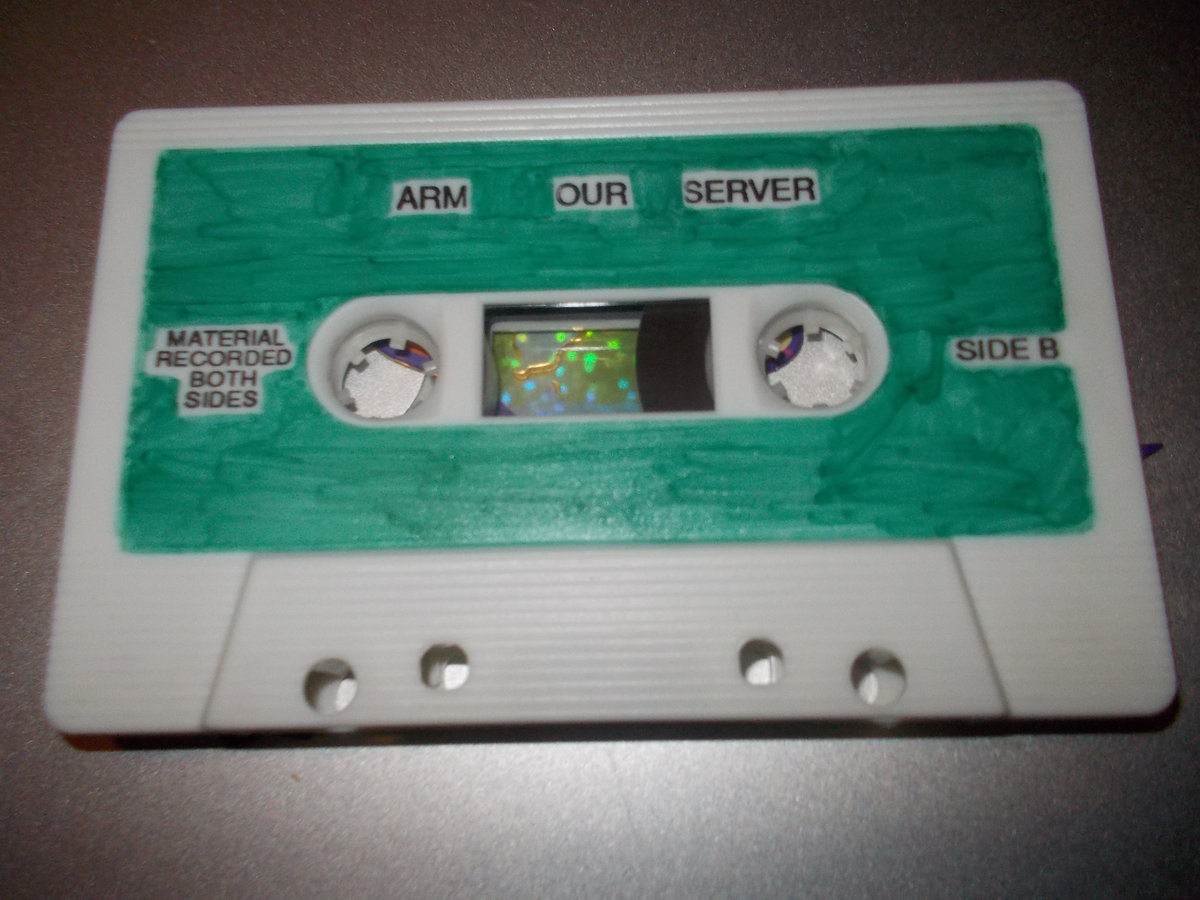 ARM OUR SERVER
MATERIAL
RECORDED
BOTH
SIDES
SIDE B